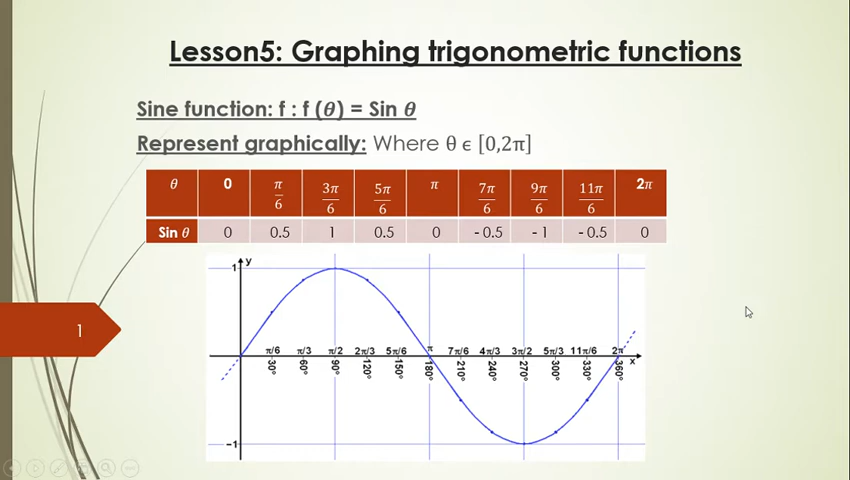 Lesson5: Graphing trigonometric functions
Sine function: f : f (𝜃) = Sin 𝜃
Represent graphically: Where θ ϵ [0,2π]
𝜃 0 π/6 3π/6 5π/6 π 7π/6 9π/6 11π/6 2π
Sin 𝜃 0 0.5 1 0.5 0 - 0.5 - 1 - 0.5 0
1
y
1
π/6 π/3 π/2 2π/3 5π/6 π 7π/6 4π/3 3π/2 5π/3 11π/6 2π
x
30° 60° 90° 120° 150° 180° 210° 240° 270° 300° 330° 360°
−1